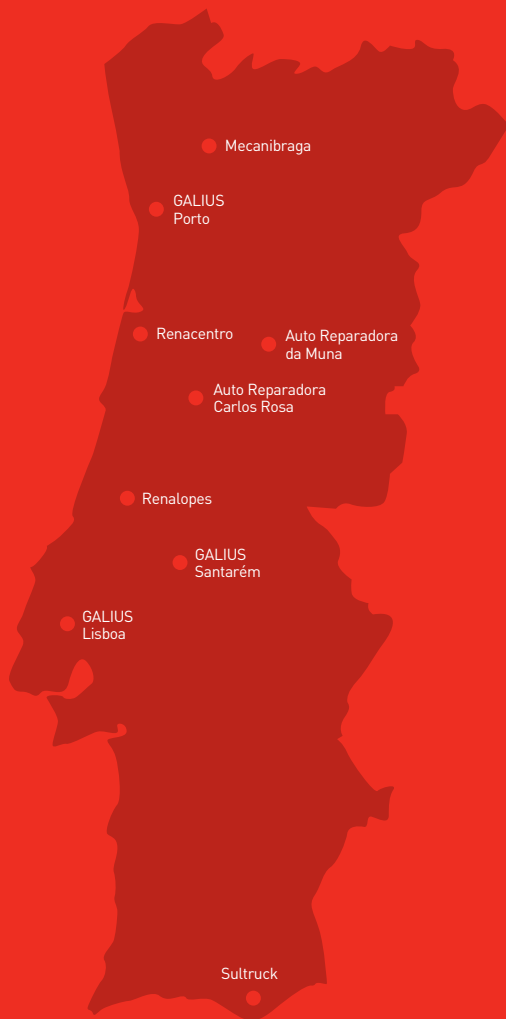 Mecanibraga
GALIUS
Porto
Renacentro
Auto Reparadora
da Muna
Auto Reparadora
Carlos Rosa
Renalopes
GALIUS
Santarém
GALIUS
Lisboa
Sultruck